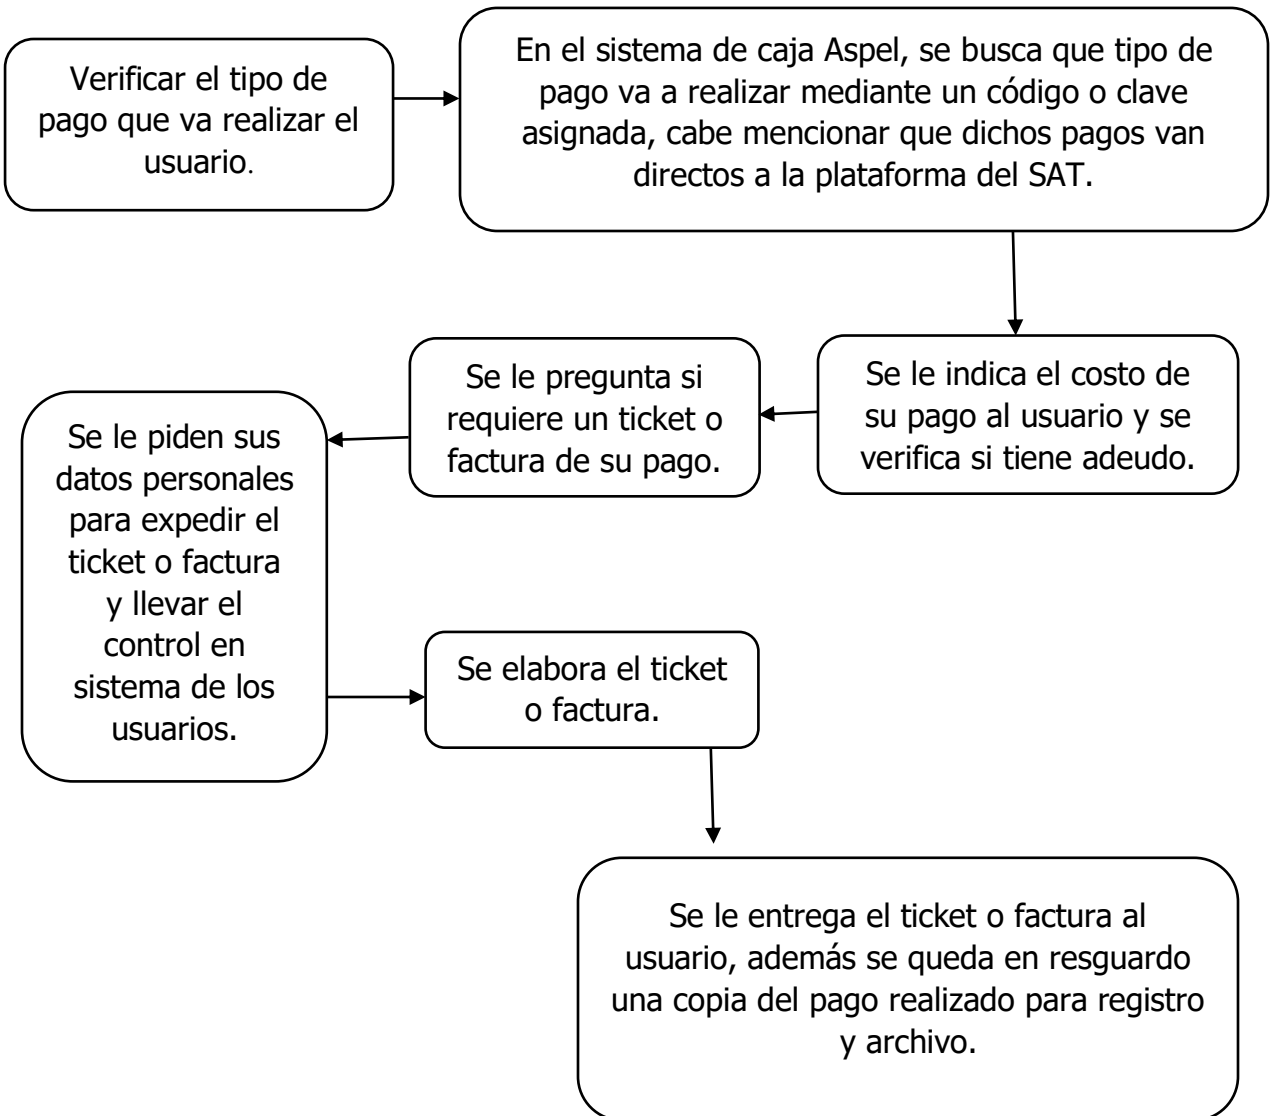 Verificar el tipo de
pago que va realizar el
usuario.
En el sistema de caja Aspel, se busca que tipo de
pago va a realizar mediante un código o clave
asignada, cabe mencionar que dichos pagos van
directos a la plataforma del SAT.
Se le indica el costo de
su pago al usuario y se
verifica si tiene adeudo.
Se le pregunta si
requiere un ticket o
factura de su pago.
Se le piden sus
datos personales
para expedir el
ticket o factura
y llevar el
control en
sistema de los
usuarios.
Se elabora el ticket
o factura.
Se le entrega el ticket o factura al
usuario, además se queda en resguardo
una copia del pago realizado para registro
y archivo.